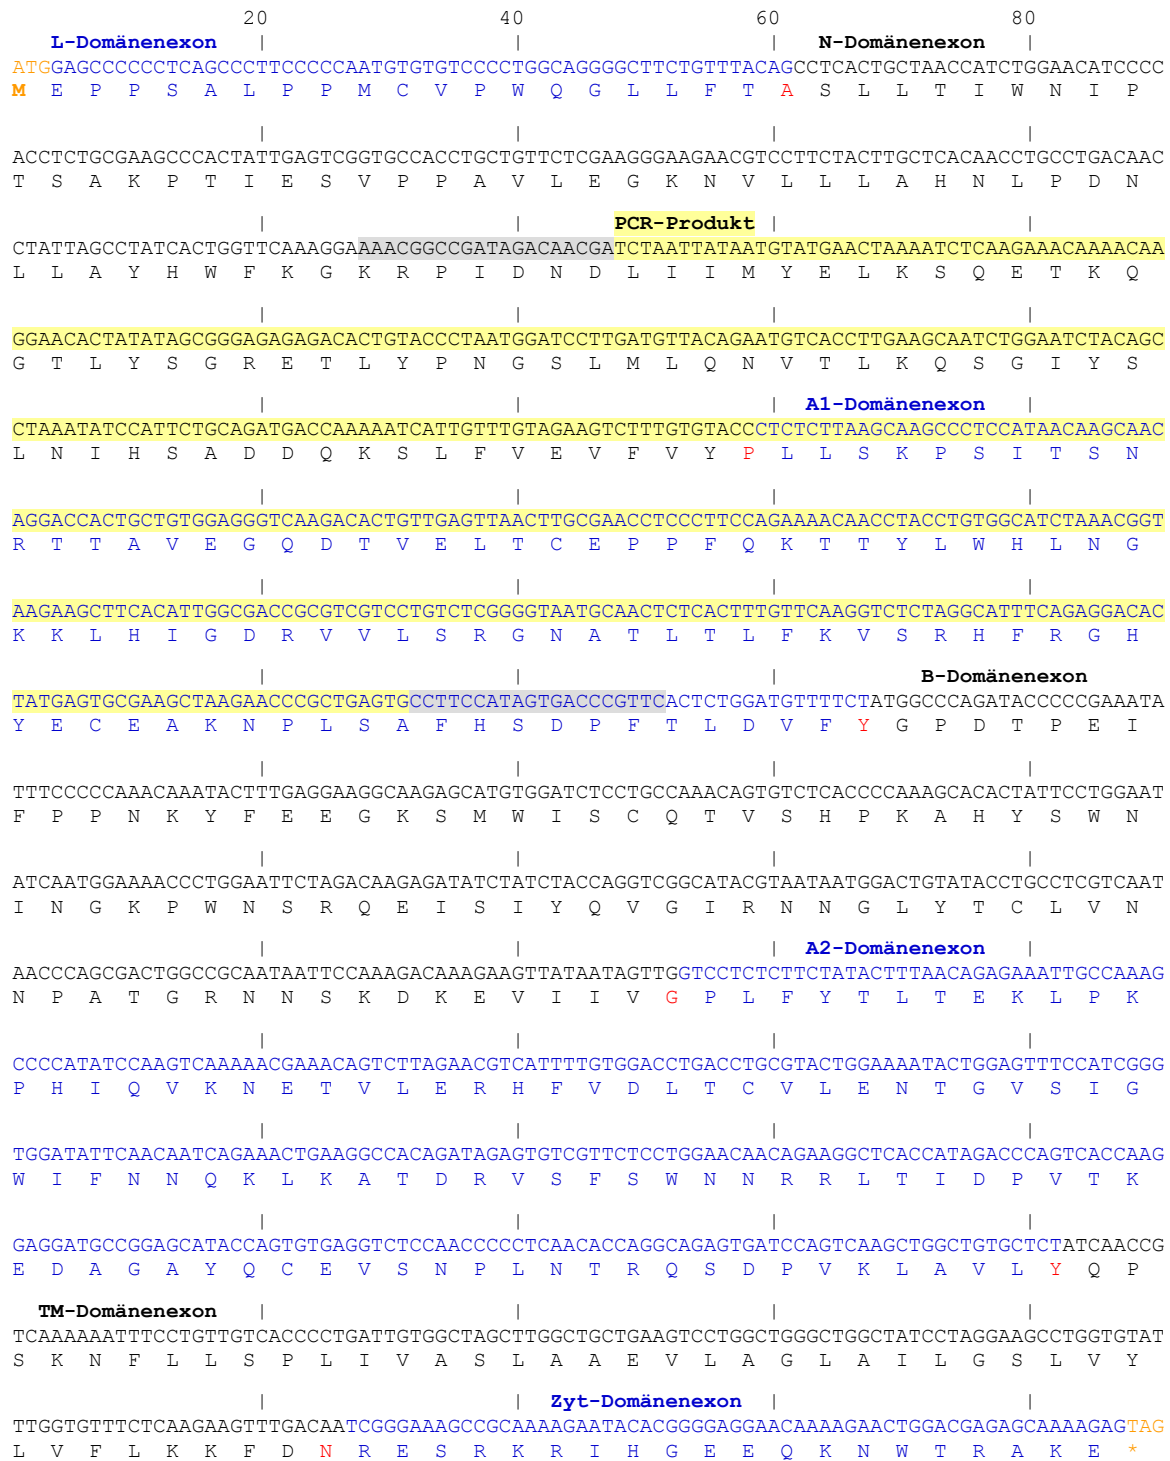 20 40 60 80
L-Domänenexon | | | N-Domänenexon |
ATGGAGCCCCCCTCAGCCCTTCCCCCAATGTGTGTCCCCTGGCAGGGGCTTCTGTTTACAGCCTCACTGCTAACCATCTGGAACATCCCC
M E P P S A L P P M C V P W Q G L L F T A S L L T I W N I P
| | | |
ACCTCTGCGAAGCCCACTATTGAGTCGGTGCCACCTGCTGTTCTCGAAGGGAAGAACGTCCTTCTACTTGCTCACAACCTGCCTGACAAC
T S A K P T I E S V P P A V L E G K N V L L L A H N L P D N
| | PCR-Produkt | |
CTATTAGCCTATCACTGGTTCAAAGGAAAACGGCCGATAGACAACGATCTAATTATAATGTATGAACTAAAATCTCAAGAAACAAAACAA
L L A Y H W F K G K R P I D N D L I I M Y E L K S Q E T K Q
| | | |
GGAACACTATATAGCGGGAGAGAGACACTGTACCCTAATGGATCCTTGATGTTACAGAATGTCACCTTGAAGCAATCTGGAATCTACAGC
G T L Y S G R E T L Y P N G S L M L Q N V T L K Q S G I Y S
| | | A1-Domänenexon |
CTAAATATCCATTCTGCAGATGACCAAAAATCATTGTTTGTAGAAGTCTTTGTGTACCCTCTCTTAAGCAAGCCCTCCATAACAAGCAAC
L N I H S A D D Q K S L F V E V F V Y P L L S K P S I T S N
| | | |
AGGACCACTGCTGTGGAGGGTCAAGACACTGTTGAGTTAACTTGCGAACCTCCCTTCCAGAAAACAACCTACCTGTGGCATCTAAACGGT
R T T A V E G Q D T V E L T C E P P F Q K T T Y L W H L N G
| | | |
AAGAAGCTTCACATTGGCGACCGCGTCGTCCTGTCTCGGGGTAATGCAACTCTCACTTTGTTCAAGGTCTCTAGGCATTTCAGAGGACAC
K K L H I G D R V V L S R G N A T L T L F K V S R H F R G H
| | | B-Domänenexon
TATGAGTGCGAAGCTAAGAACCCGCTGAGTGCCTTCCATAGTGACCCGTTCACTCTGGATGTTTTCTATGGCCCAGATACCCCCGAAATA
Y E C E A K N P L S A F H S D P F T L D V F Y G P D T P E I
| | | |
TTTCCCCCAAACAAATACTTTGAGGAAGGCAAGAGCATGTGGATCTCCTGCCAAACAGTGTCTCACCCCAAAGCACACTATTCCTGGAAT
F P P N K Y F E E G K S M W I S C Q T V S H P K A H Y S W N
| | | |
ATCAATGGAAAACCCTGGAATTCTAGACAAGAGATATCTATCTACCAGGTCGGCATACGTAATAATGGACTGTATACCTGCCTCGTCAAT
I N G K P W N S R Q E I S I Y Q V G I R N N G L Y T C L V N
| | | A2-Domänenexon |
AACCCAGCGACTGGCCGCAATAATTCCAAAGACAAAGAAGTTATAATAGTTGGTCCTCTCTTCTATACTTTAACAGAGAAATTGCCAAAG
N P A T G R N N S K D K E V I I V G P L F Y T L T E K L P K
| | | |
CCCCATATCCAAGTCAAAAACGAAACAGTCTTAGAACGTCATTTTGTGGACCTGACCTGCGTACTGGAAAATACTGGAGTTTCCATCGGG
P H I Q V K N E T V L E R H F V D L T C V L E N T G V S I G
| | | |
TGGATATTCAACAATCAGAAACTGAAGGCCACAGATAGAGTGTCGTTCTCCTGGAACAACAGAAGGCTCACCATAGACCCAGTCACCAAG
W I F N N Q K L K A T D R V S F S W N N R R L T I D P V T K
| | | |
GAGGATGCCGGAGCATACCAGTGTGAGGTCTCCAACCCCCTCAACACCAGGCAGAGTGATCCAGTCAAGCTGGCTGTGCTCTATCAACCG
E D A G A Y Q C E V S N P L N T R Q S D P V K L A V L Y Q P
TM-Domänenexon | | | |
TCAAAAAATTTCCTGTTGTCACCCCTGATTGTGGCTAGCTTGGCTGCTGAAGTCCTGGCTGGGCTGGCTATCCTAGGAAGCCTGGTGTAT
S K N F L L S P L I V A S L A A E V L A G L A I L G S L V Y
| | Zyt-Domänenexon | |
TTGGTGTTTCTCAAGAAGTTTGACAATCGGGAAAGCCGCAAAAGAATACACGGGGAGGAACAAAAGAACTGGACGAGAGCAAAAGAGTAG
L V F L K K F D N R E S R K R I H G E E Q K N W T R A K E *